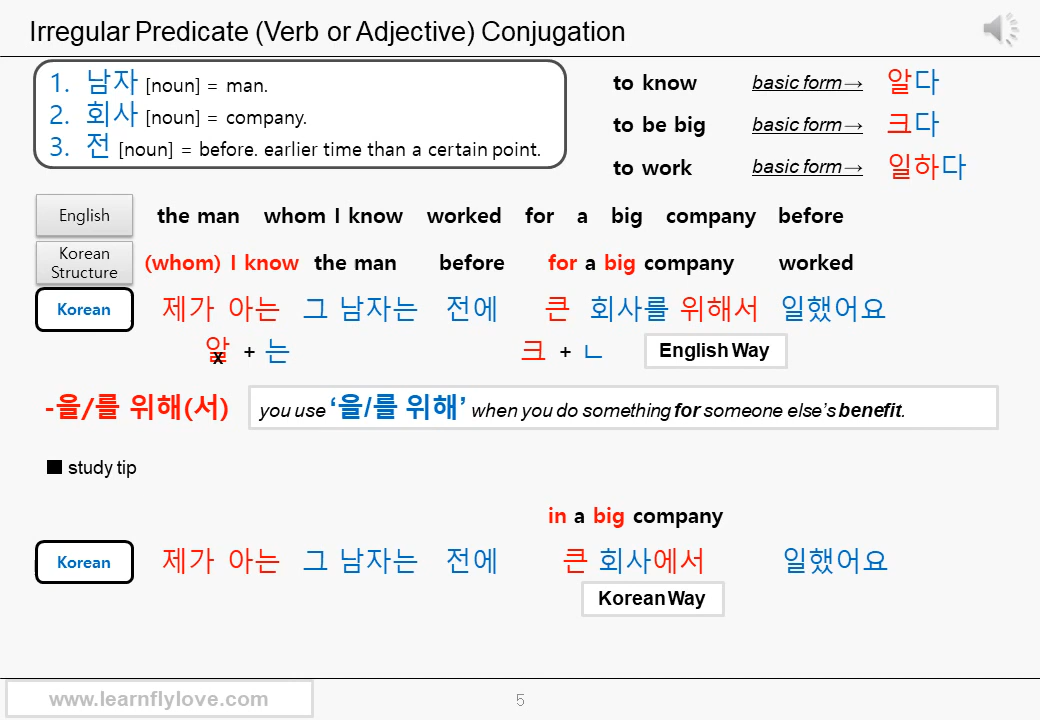 Irregular Predicate (Verb or Adjective) Conjugation
1. 남자 [noun] = man.
2. 회사 [noun] = company.
3. 전 [noun] = before. earlier time than a certain point.
to know basic form→ 알다
to be big basic form→ 크다
to work basic form→ 일하다
English the man whom I know worked for a big company before
Korean Structure (whom) I know the man before for a big company worked
Korean 제가 아는 그 남자는 전에 큰 회사를 위해서 일했어요
알 + 는 크 + ㄴ English Way
x
-을/를 위해(서) you use ‘을/를 위해’ when you do something for someone else’s benefit.
■ study tip
in a big company
Korean 제가 아는 그 남자는 전에 큰 회사에서 일했어요
Korean Way
www.learnflylove.com 5